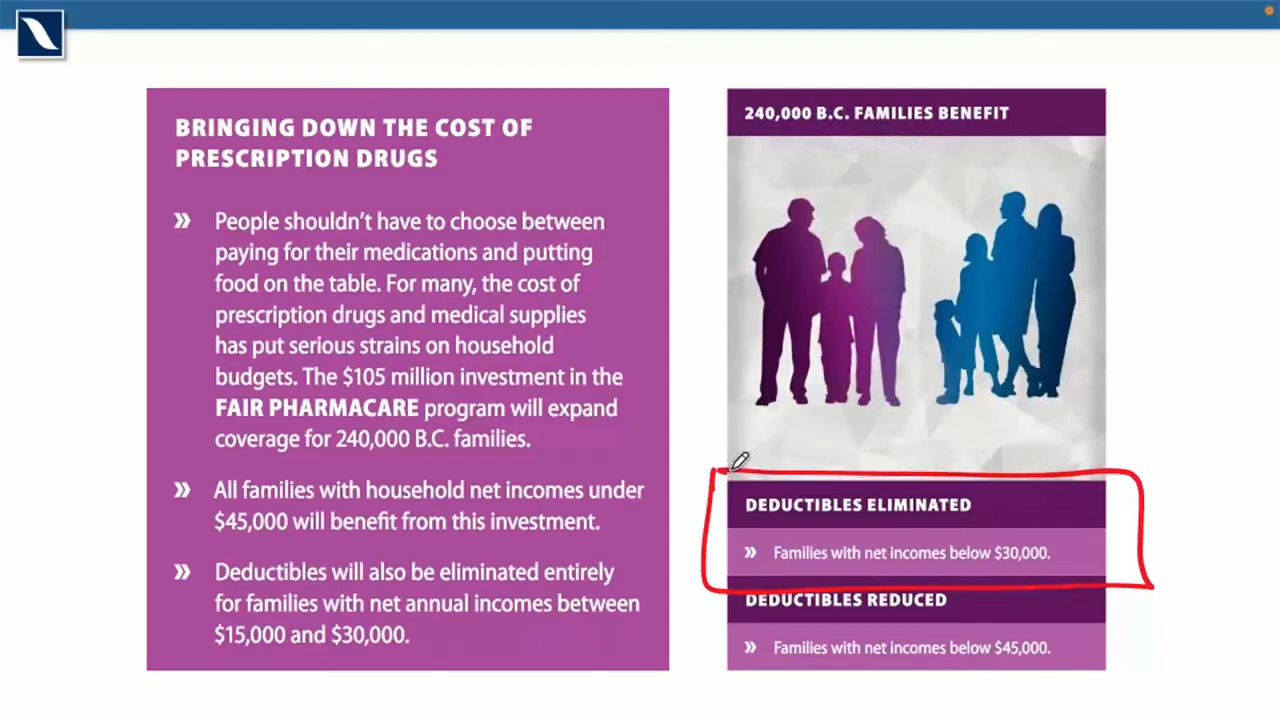 BRINGING DOWN THE COST OF
PRESCRIPTION DRUGS
» People shouldn't have to choose between
paying for their medications and putting
food on the table. For many, the cost of
prescription drugs and medical supplies
has put serious strains on household
budgets. The $105 million investment in the
FAIR PHARMACARE program will expand
coverage for 240,000 B.C. families.
» All families with household net incomes under
$45,000 will benefit from this investment.
» Deductibles will also be eliminated entirely
for families with net annual incomes between
$15,000 and $30,000.
240,000 B.C. FAMILIES BENEFIT
DEDUCTIBLES ELIMINATED
» Families with net incomes below $30,000.
DEDUCTIBLES REDUCED
» Families with net incomes below $45,000.